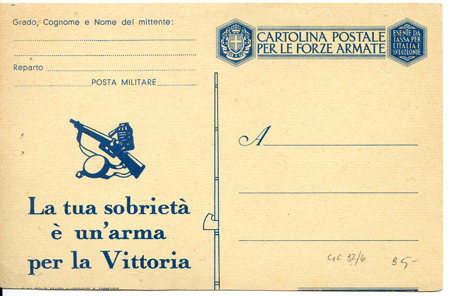 Grado, Cognome e Nome del mittente:
Reparto
POSTA MILITARE
La tua sobrietà
è un'arma
per la Vittoria
CARTOLINA POSTALE
PER LE FORZE ARMATE
ESENTE DA
TASSA PER
L'ITALIA E
SUE COLONIE
A